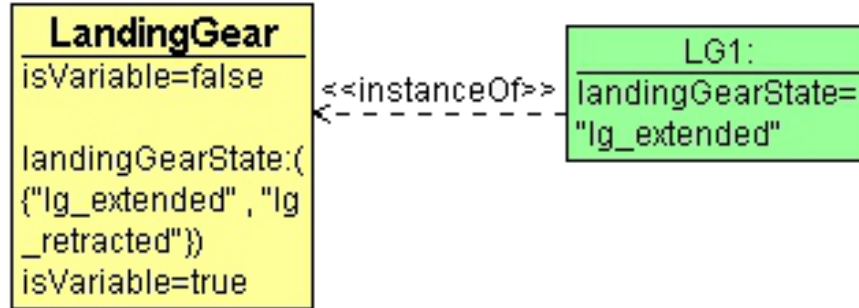 LandingGear
isVariable=false
landingGearState:(
{"lg_extended" , "lg
_retracted"})
isVariable=true
<<instanceOf>>
LG1:
landingGearState=
"lg_extended"